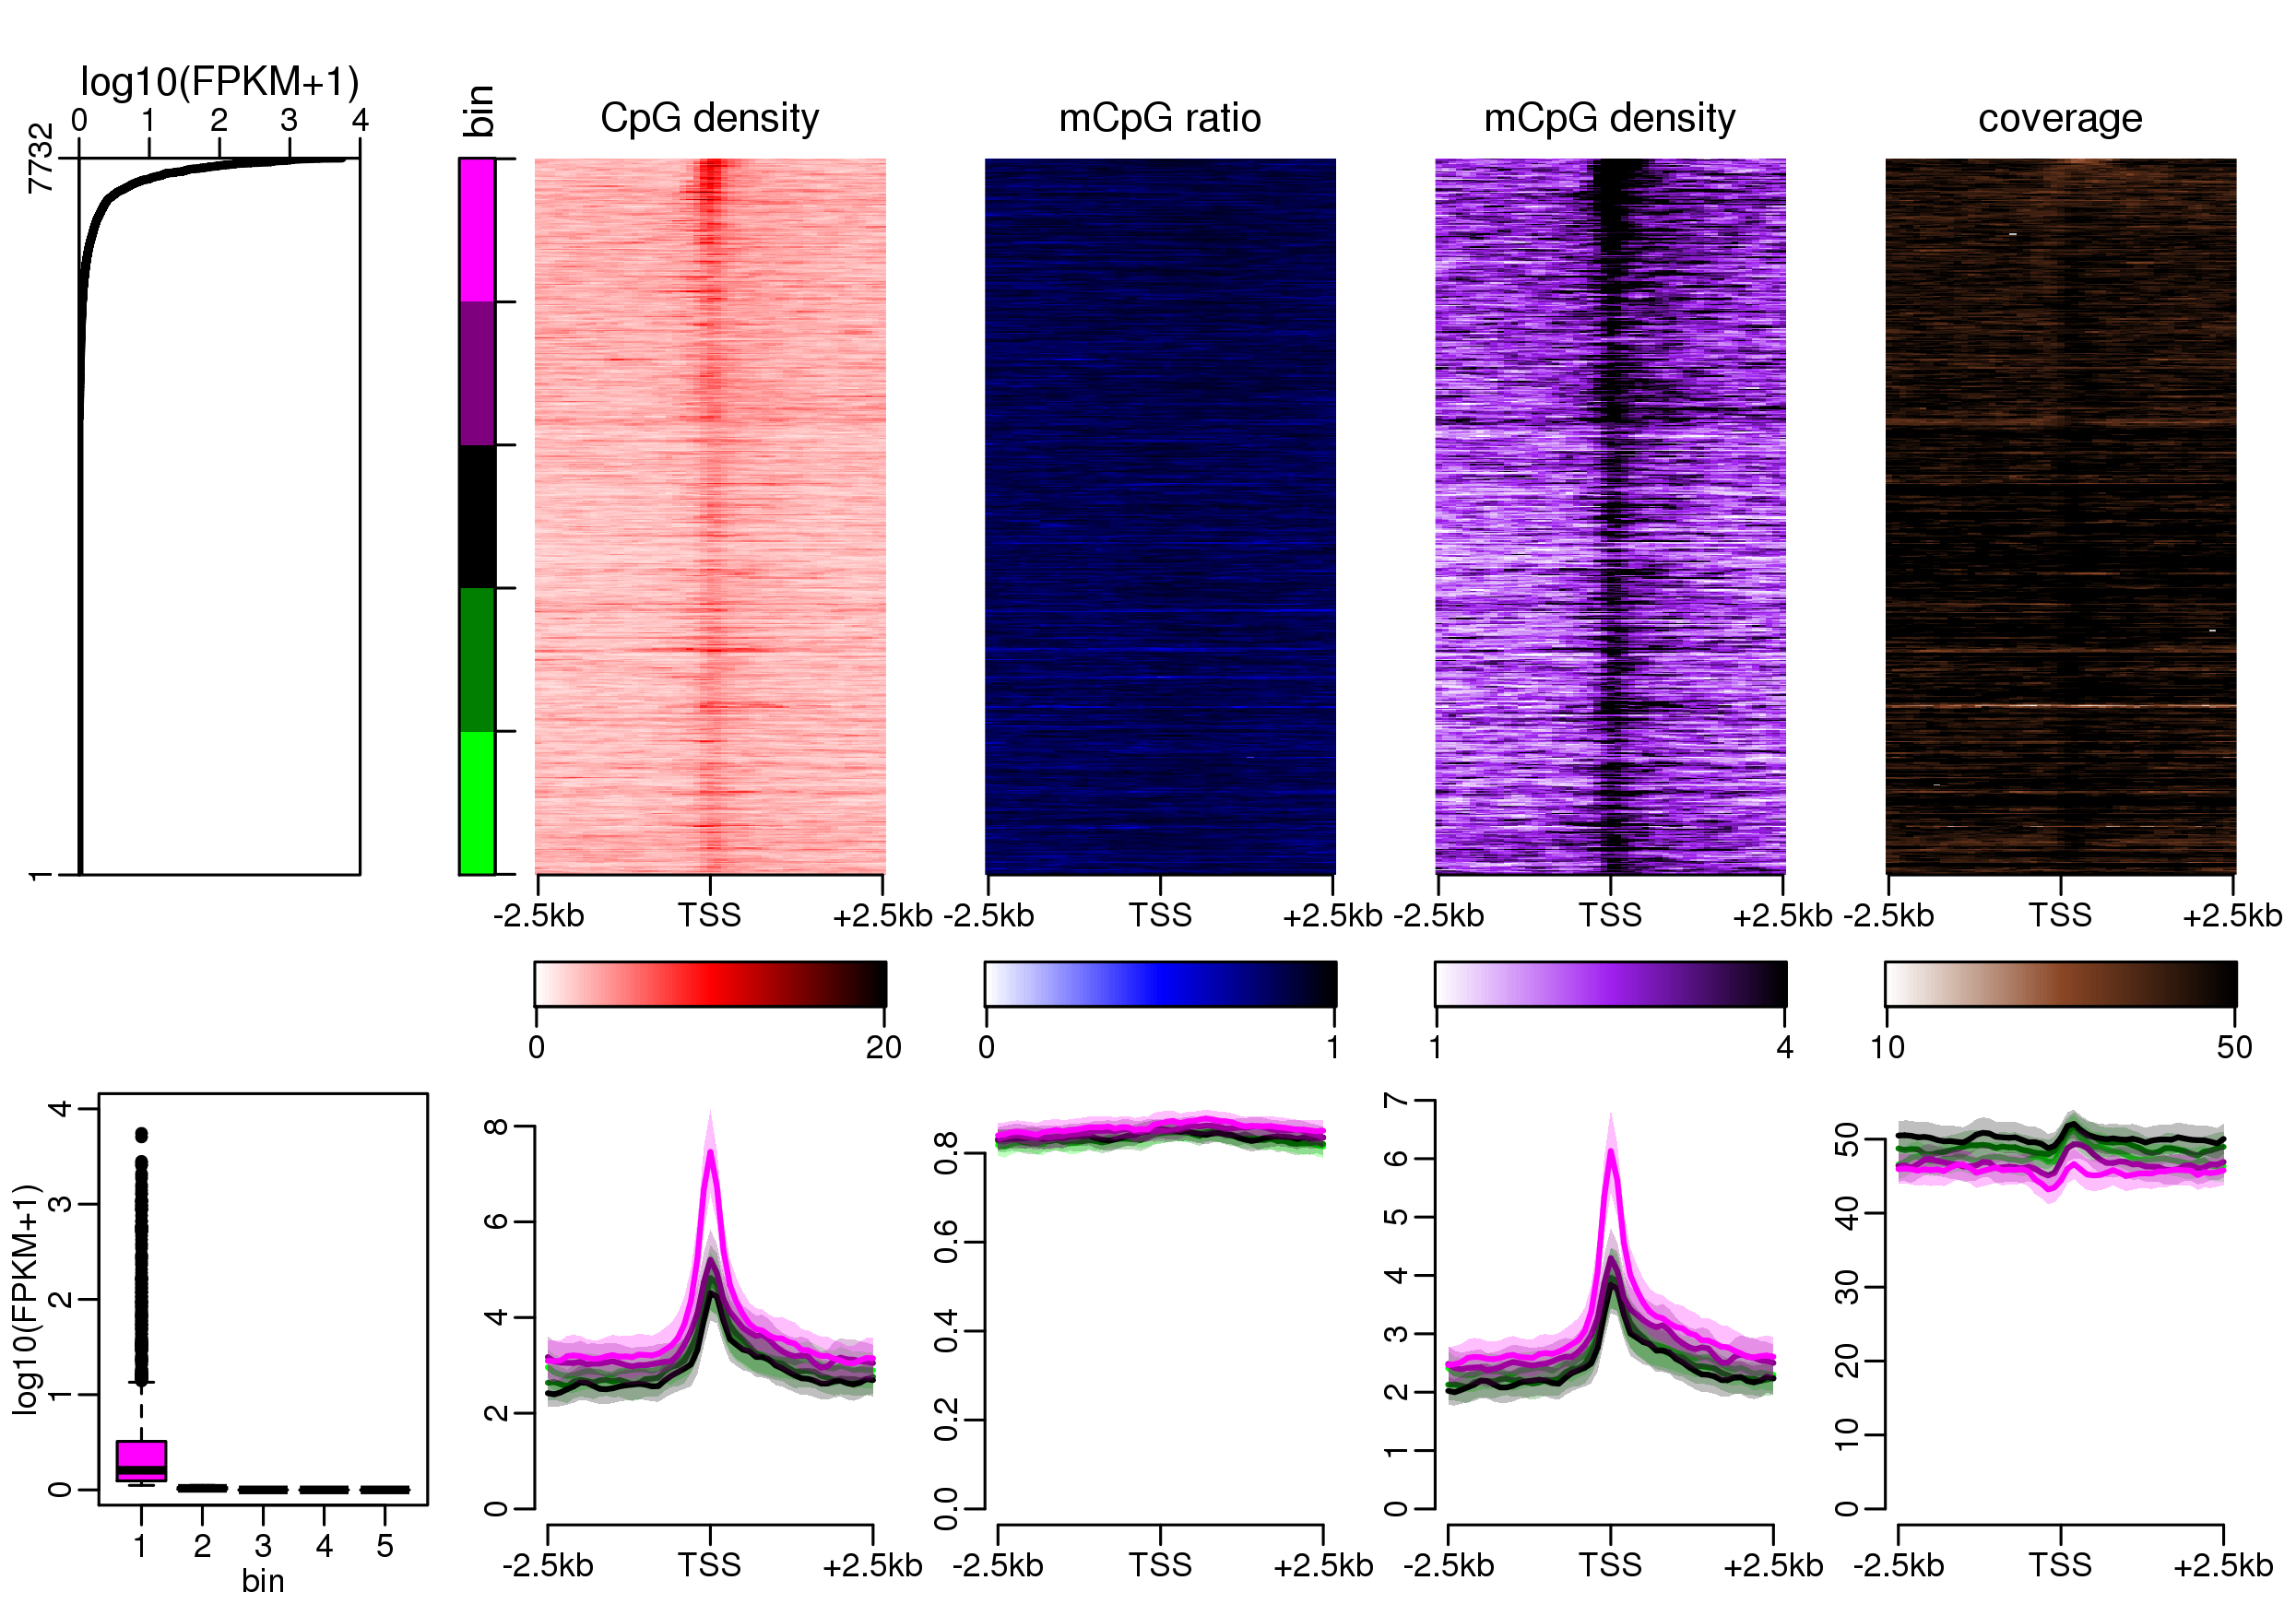 log10(FPKM+1)
0 1 2 3 4
7732
1
bin
CpG density
mCpG ratio
mCpG density
coverage
-2.5kb TSS +2.5kb
-2.5kb TSS +2.5kb
-2.5kb TSS +2.5kb
-2.5kb TSS +2.5kb
0 20
0 1
1 4
10 50
log10(FPKM+1)
0 1 2 3 4
1 2 3 4 5
bin
0 2 4 6 8
-2.5kb TSS +2.5kb
0.0 0.2 0.4 0.6 0.8
-2.5kb TSS +2.5kb
0 1 2 3 4 5 6 7
-2.5kb TSS +2.5kb
0 10 20 30 40 50
-2.5kb TSS +2.5kb